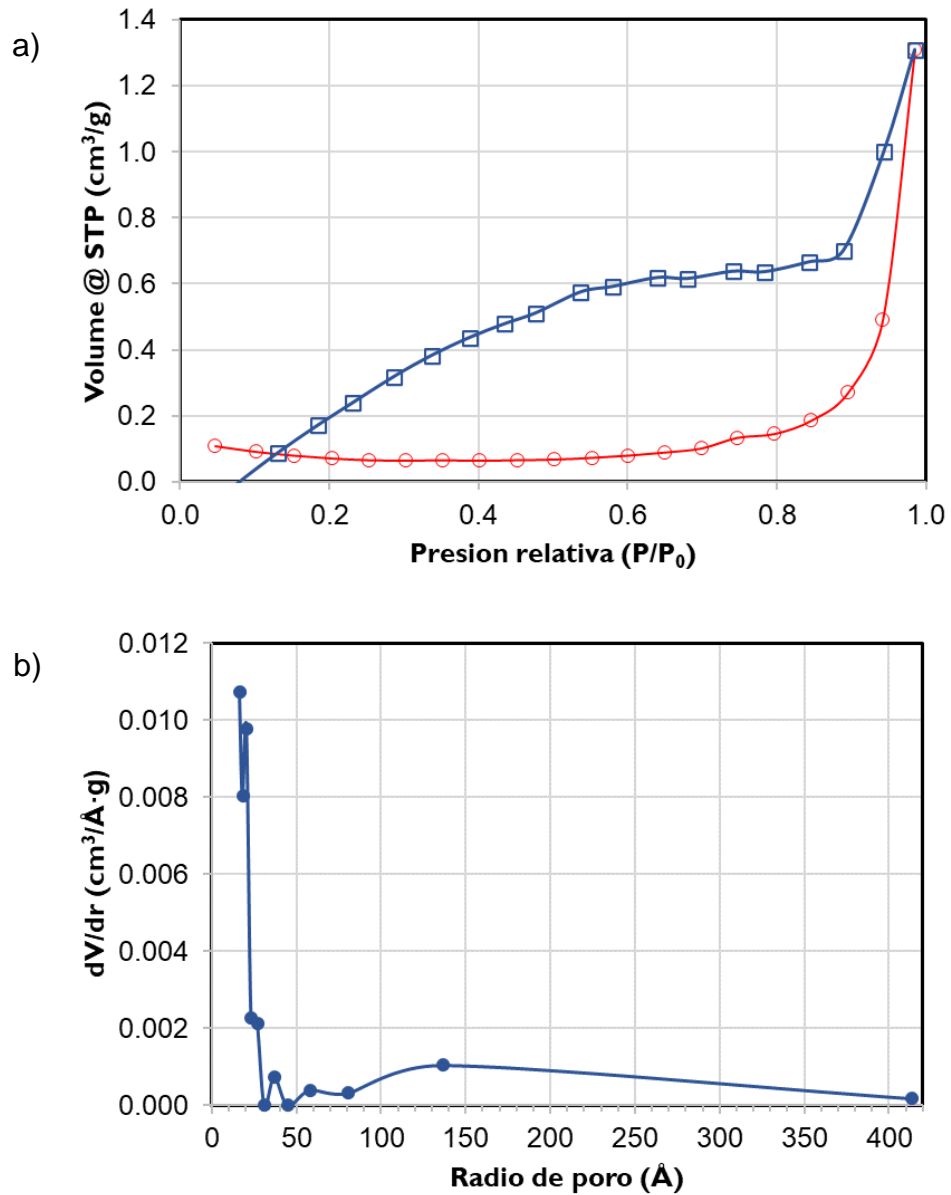 a)
Volume @ STP (cm³/g)
1.4
1.2
1.0
0.8
0.6
0.4
0.2
0.0
0.0 0.2 0.4 0.6 0.8 1.0
Presion relativa (P/P₀)
b)
dV/dr (cm³/Å·g)
0.012
0.010
0.008
0.006
0.004
0.002
0.000
0 50 100 150 200 250 300 350 400
Radio de poro (Å)